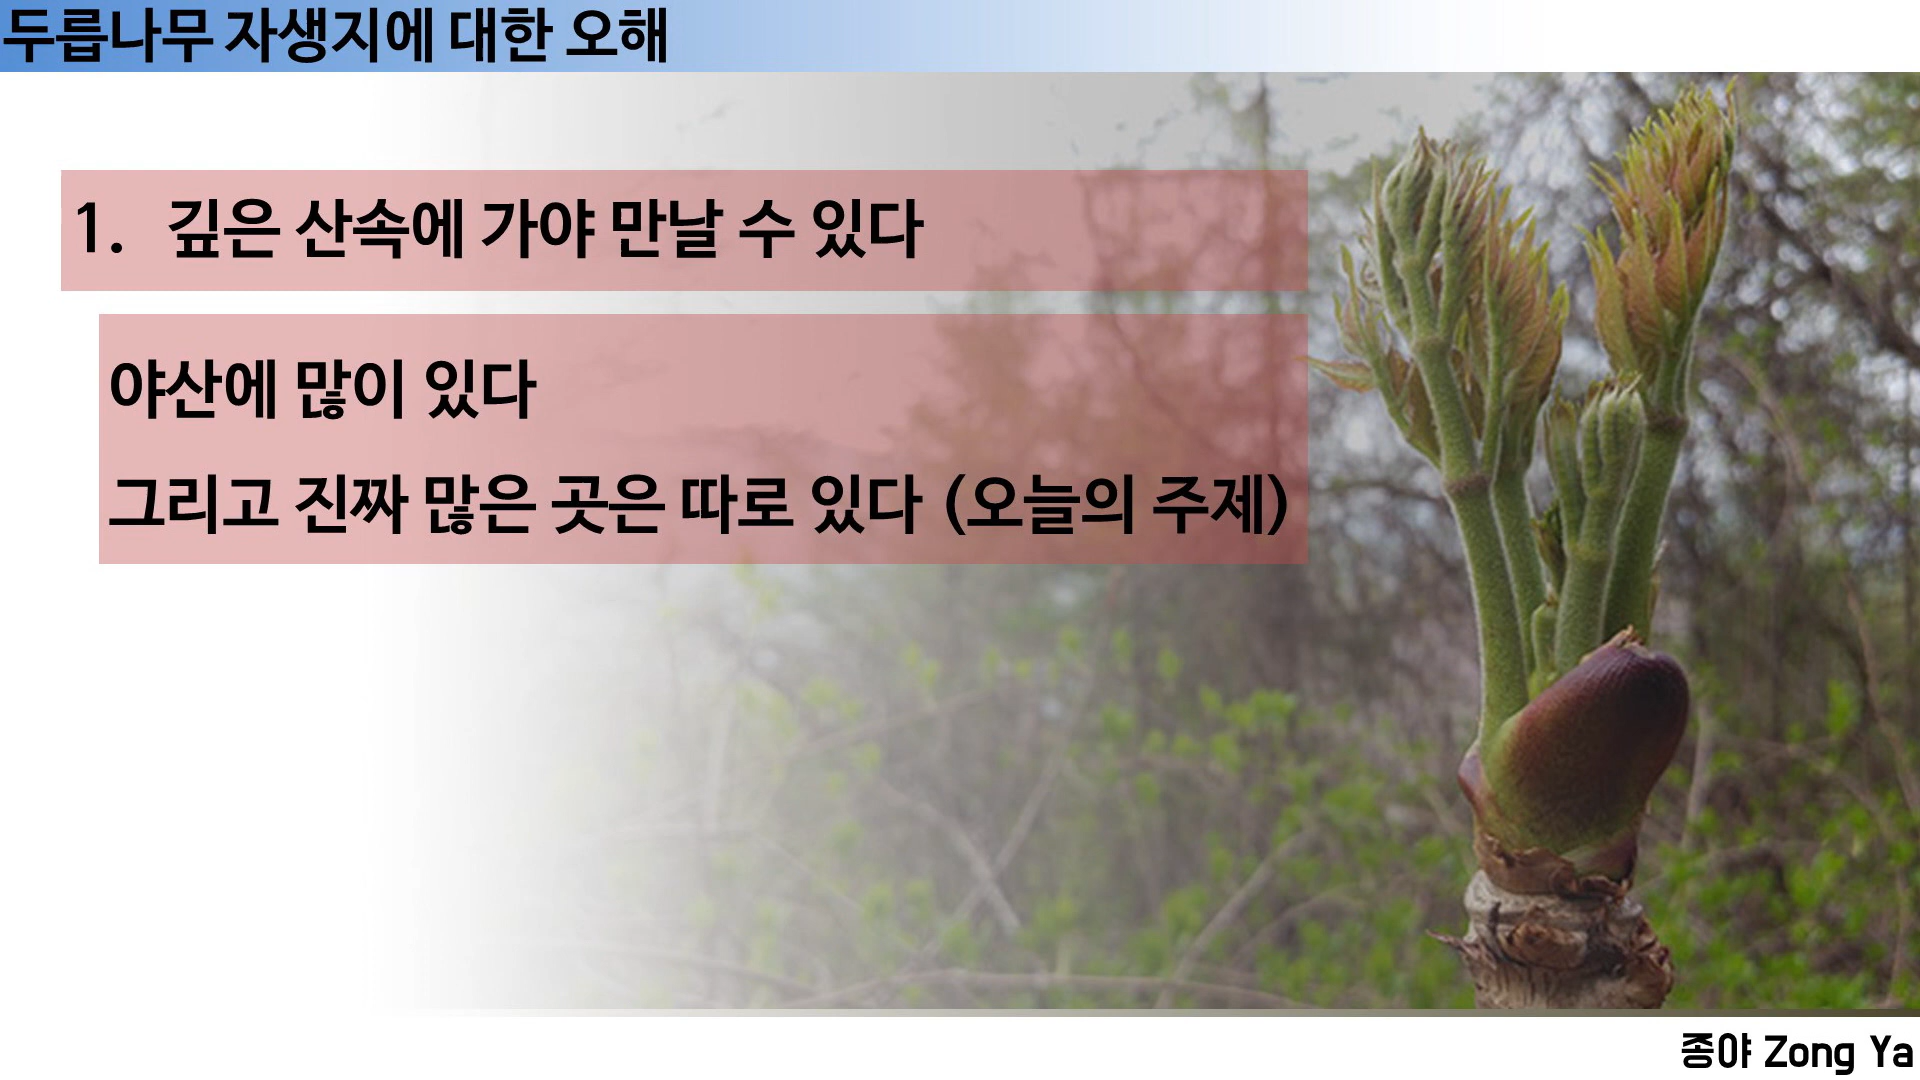 두릅나무 자생지에 대한 오해
1. 깊은 산속에 가야 만날 수 있다
야산에 많이 있다
그리고 진짜 많은 곳은 따로 있다 (오늘의 주제)
종야 Zong Ya